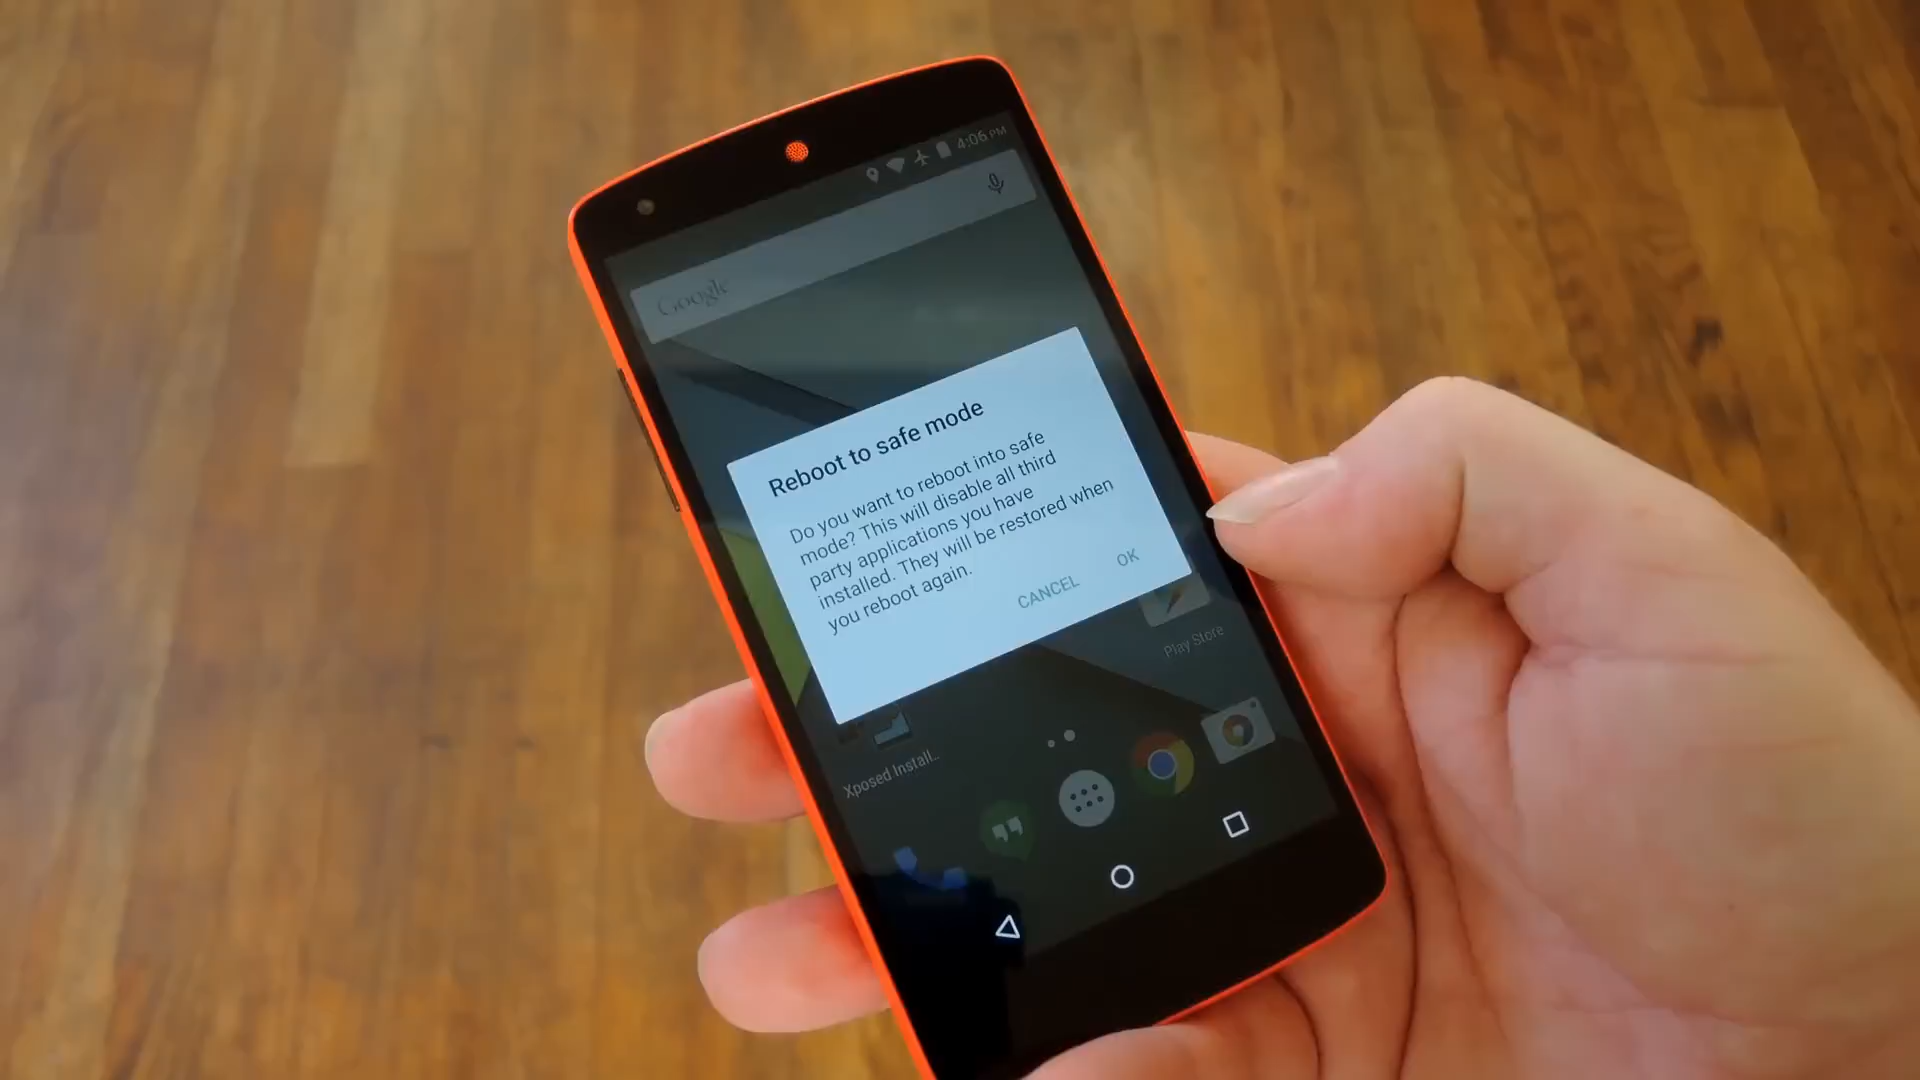 4:06 PM
Google
Reboot to safe mode
Do you want to reboot into safe
mode? This will disable all third
party applications you have
installed. They will be restored when
you reboot again.
CANCEL OK
Play Store
Xposed Install..